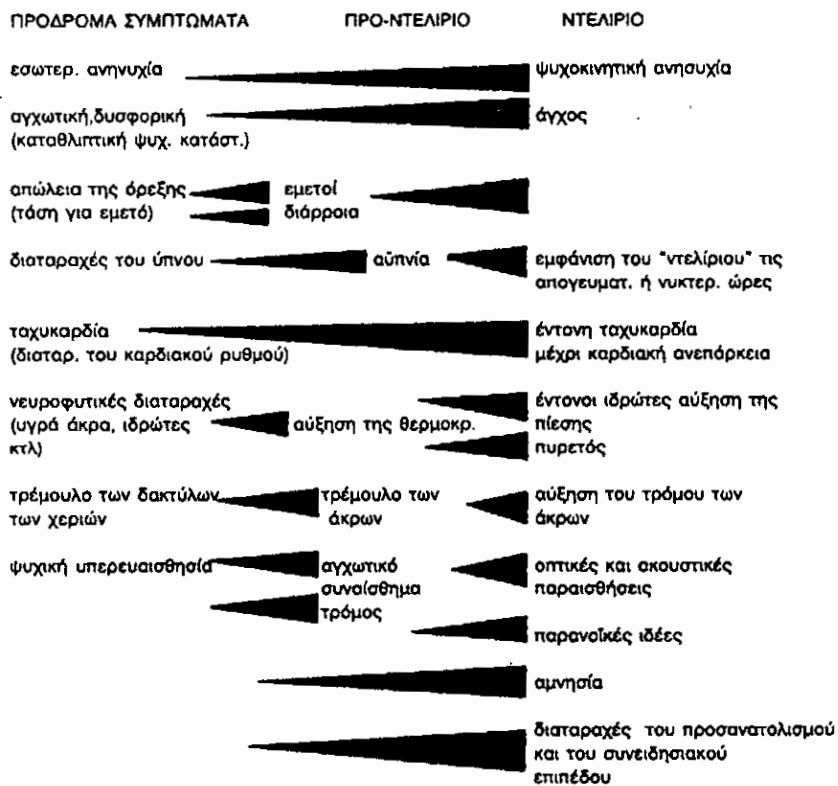 ΠΡΟΔΡΟΜΑ ΣΥΜΠΤΩΜΑΤΑ ΠΡΟ-ΝΤΕΛΙΡΙΟ ΝΤΕΛΙΡΙΟ
εσωτερ. ανηνυχία ψυχοκινητική ανησυχία
αγχωτική,δυσφορική άγχος
(καταθλιπτική ψυχ. κατάστ.)
απώλεια της όρεξης εμετοί
(τάση για εμετό) διάρροια
διαταραχές του ύπνου αϋπνία εμφάνιση του "ντελίριου" τις
απογευματ. ή νυκτερ. ώρες
ταχυκαρδία έντονη ταχυκαρδία
(διαταρ. του καρδιακού ρυθμού) μέχρι καρδιακή ανεπάρκεια
νευροφυτικές διαταραχές έντονοι ιδρώτες αύξηση της
(υγρά άκρα, ιδρώτες αύξηση της θερμοκρ. πίεσης
κτλ) πυρετός
τρέμουλο των δακτύλων τρέμουλο των αύξηση του τρόμου των
των χεριών άκρων άκρων
ψυχική υπερευαισθησία αγχωτικό οπτικές και ακουστικές
συναίσθημα παραισθήσεις
τρόμος
παρανοϊκές ιδέες
αμνησία
διαταραχές του προσανατολισμού
και του συνειδησιακού
επιπέδου